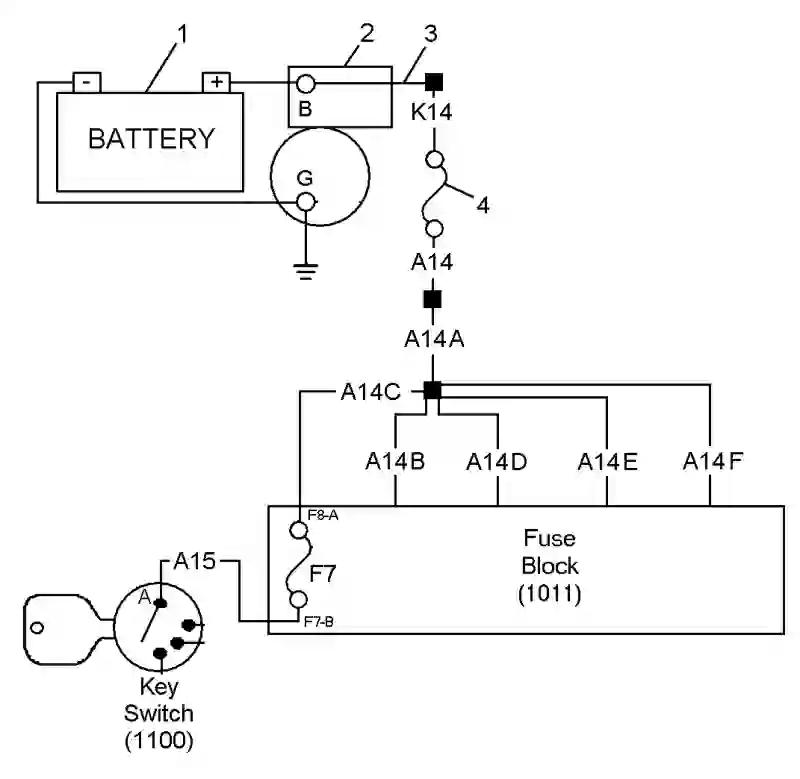 1
2
3
-
+
B
K14
BATTERY
G
4
A14
A14A
A14C
A14B
A14D
A14E
A14F
F8-A
Fuse
Block
(1011)
A15
F7
A
F7-B
Key
Switch
(1100)